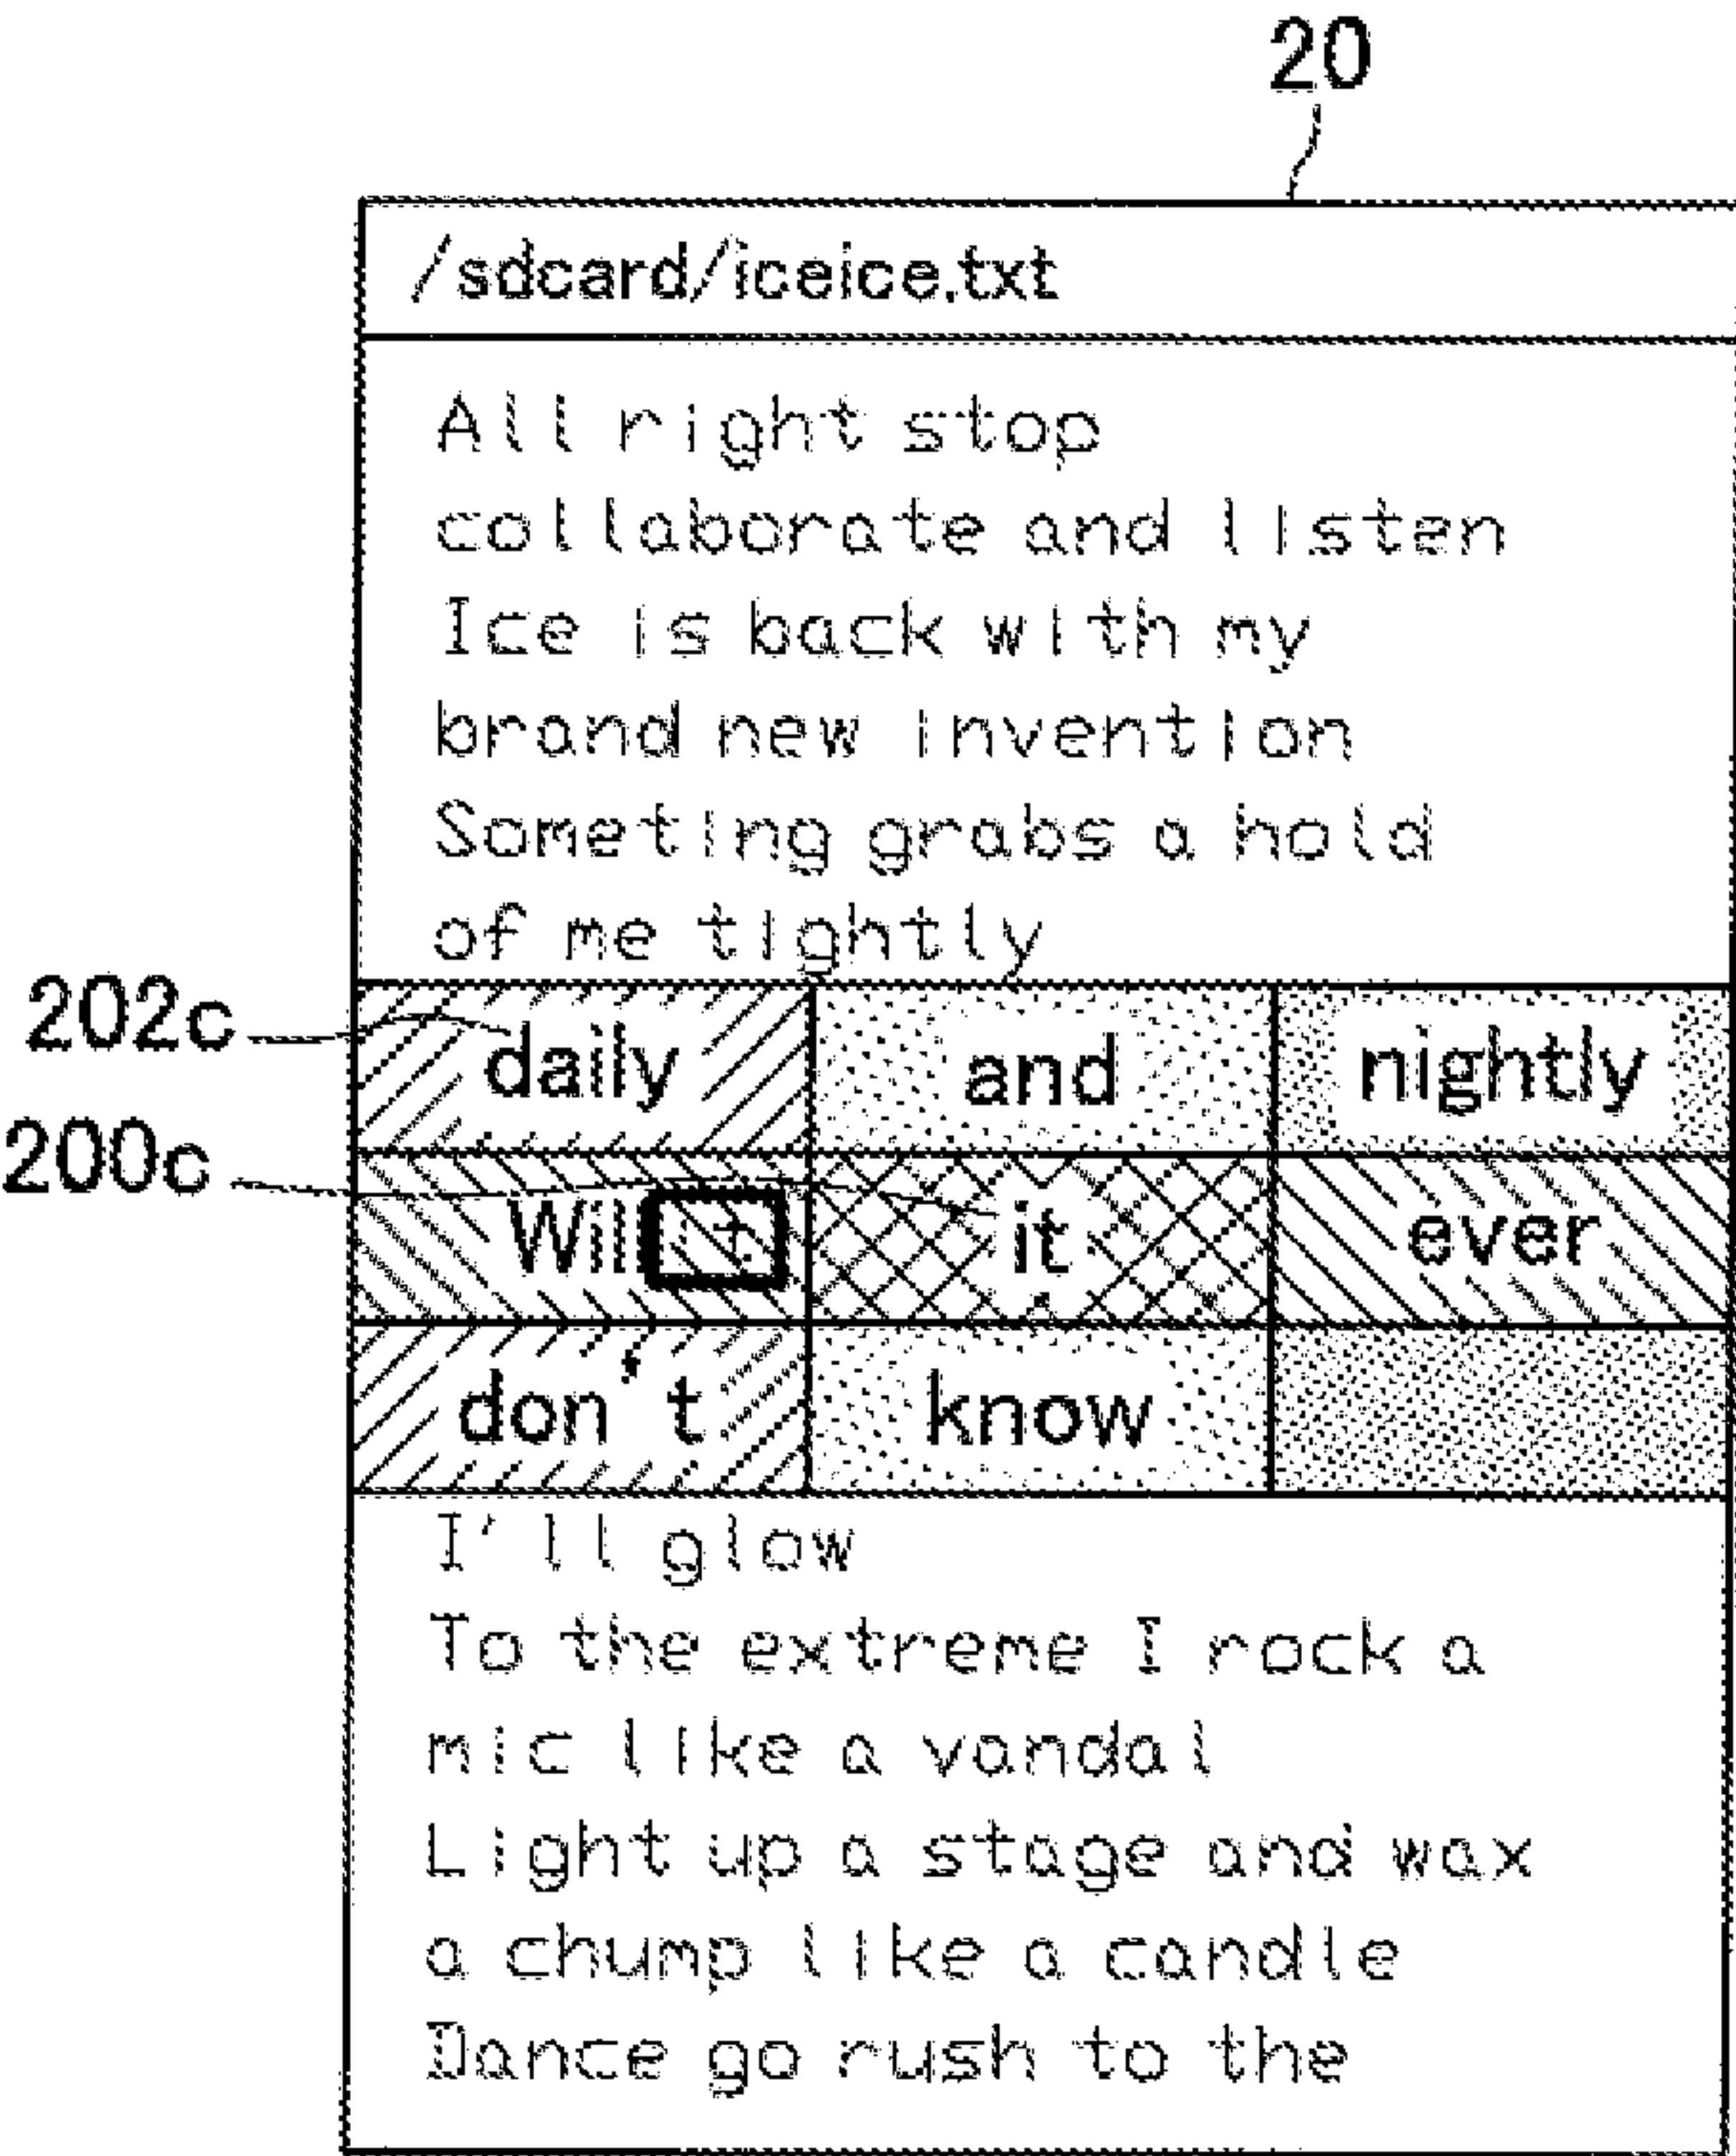 20
/sdcard/iceice.txt
All right stop
collaborate and listen
Ice is back with my
brand new invention
Someting grabs a hold
of me tightly
202c
daily and nightly
200c
Will it ever
don't know
I'll glow
To the extreme I rock a
mic like a vandal
Light up a stage and wax
a chump like a candle
Dance go rush to the